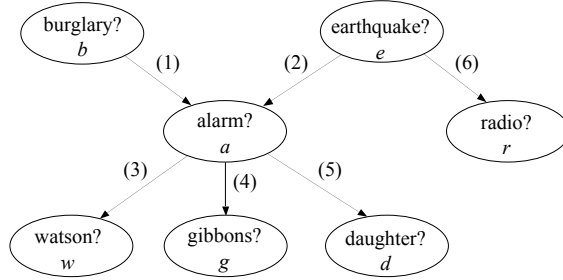 burglary?
b
earthquake?
e
(1)
(2)
(6)
alarm?
a
radio?
r
(3)
(4)
(5)
watson?
w
gibbons?
g
daughter?
d